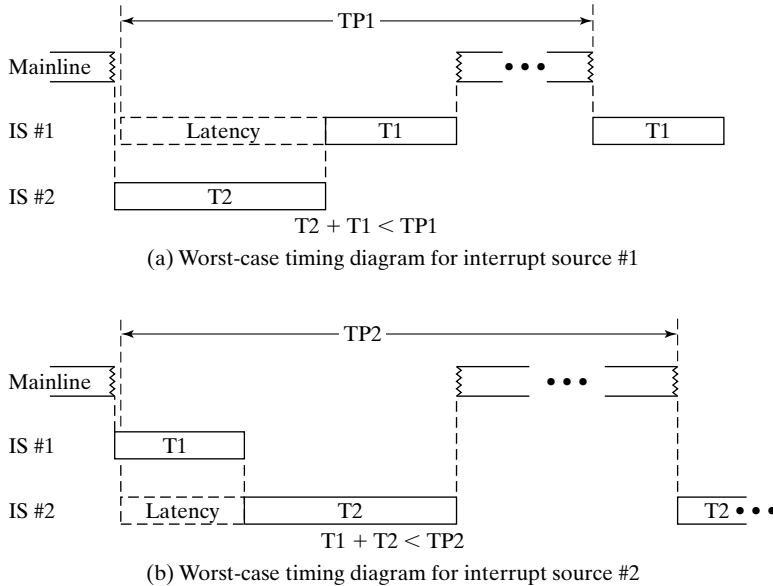 TP1
Mainline
IS #1 Latency T1 T1
IS #2 T2
T2 + T1 < TP1
(a) Worst-case timing diagram for interrupt source #1
TP2
Mainline
IS #1 T1
IS #2 Latency T2 T2
T1 + T2 < TP2
(b) Worst-case timing diagram for interrupt source #2